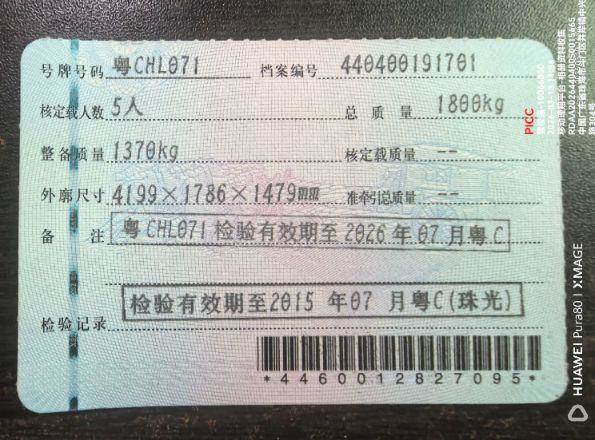 号牌号码 粤CHL071 档案编号 440400191701
核定载人数 5人 总质量 1800kg
整备质量 1370kg 核定载质量 --
外廓尺寸 4199×1786×1479mm 准牵引总质量 --
备注 粤CHL071检验有效期至2026年07月粤C
检验有效期至2015年07月粤C(珠光)
检验记录
*4460012827095*
PICC
HUAWEI Pura80 | XMAGE